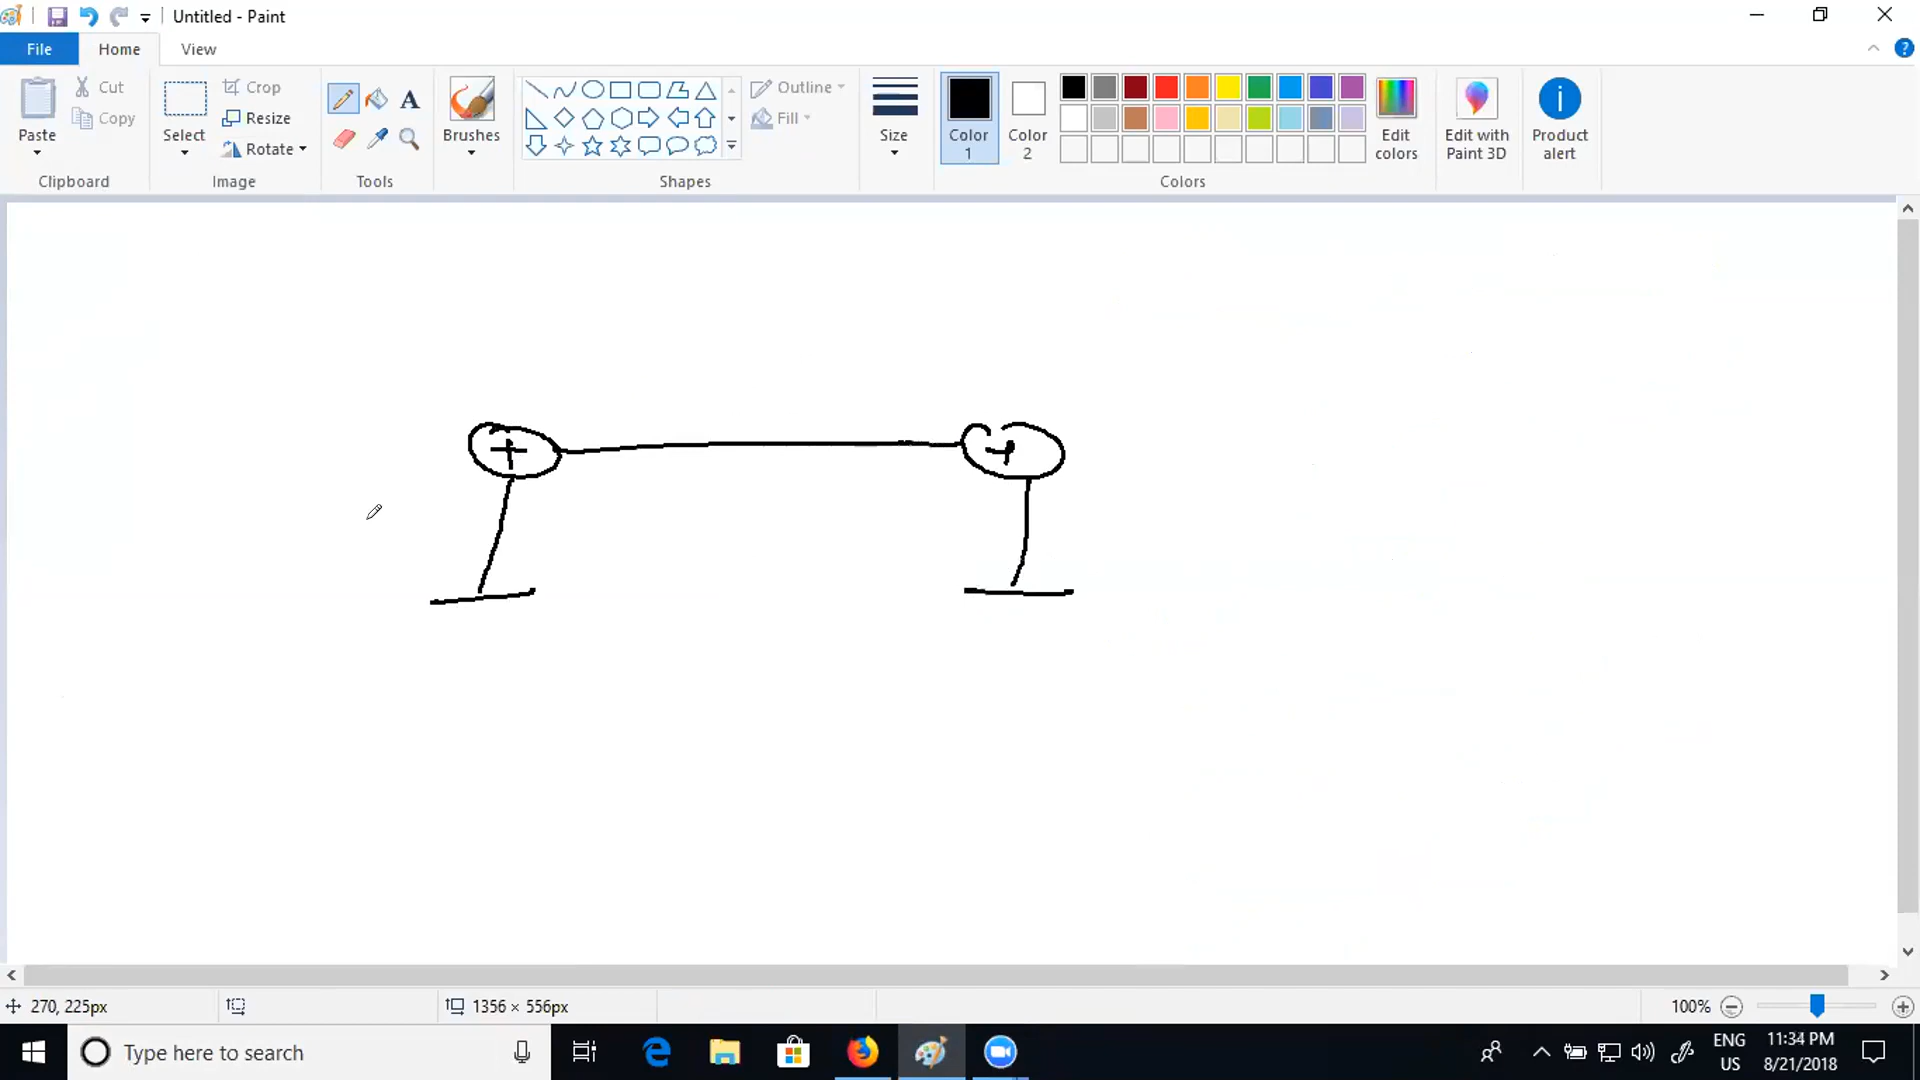 Untitled - Paint
File Home View
Paste Cut Copy Clipboard
Select Crop Resize Rotate Image
Tools
Brushes
Shapes Outline Fill
Size
Color 1 Color 2 Edit colors Colors
Edit with Paint 3D
Product alert
+ +
270, 225px 1356 × 556px 100%
Type here to search ENG US 11:34 PM 8/21/2018